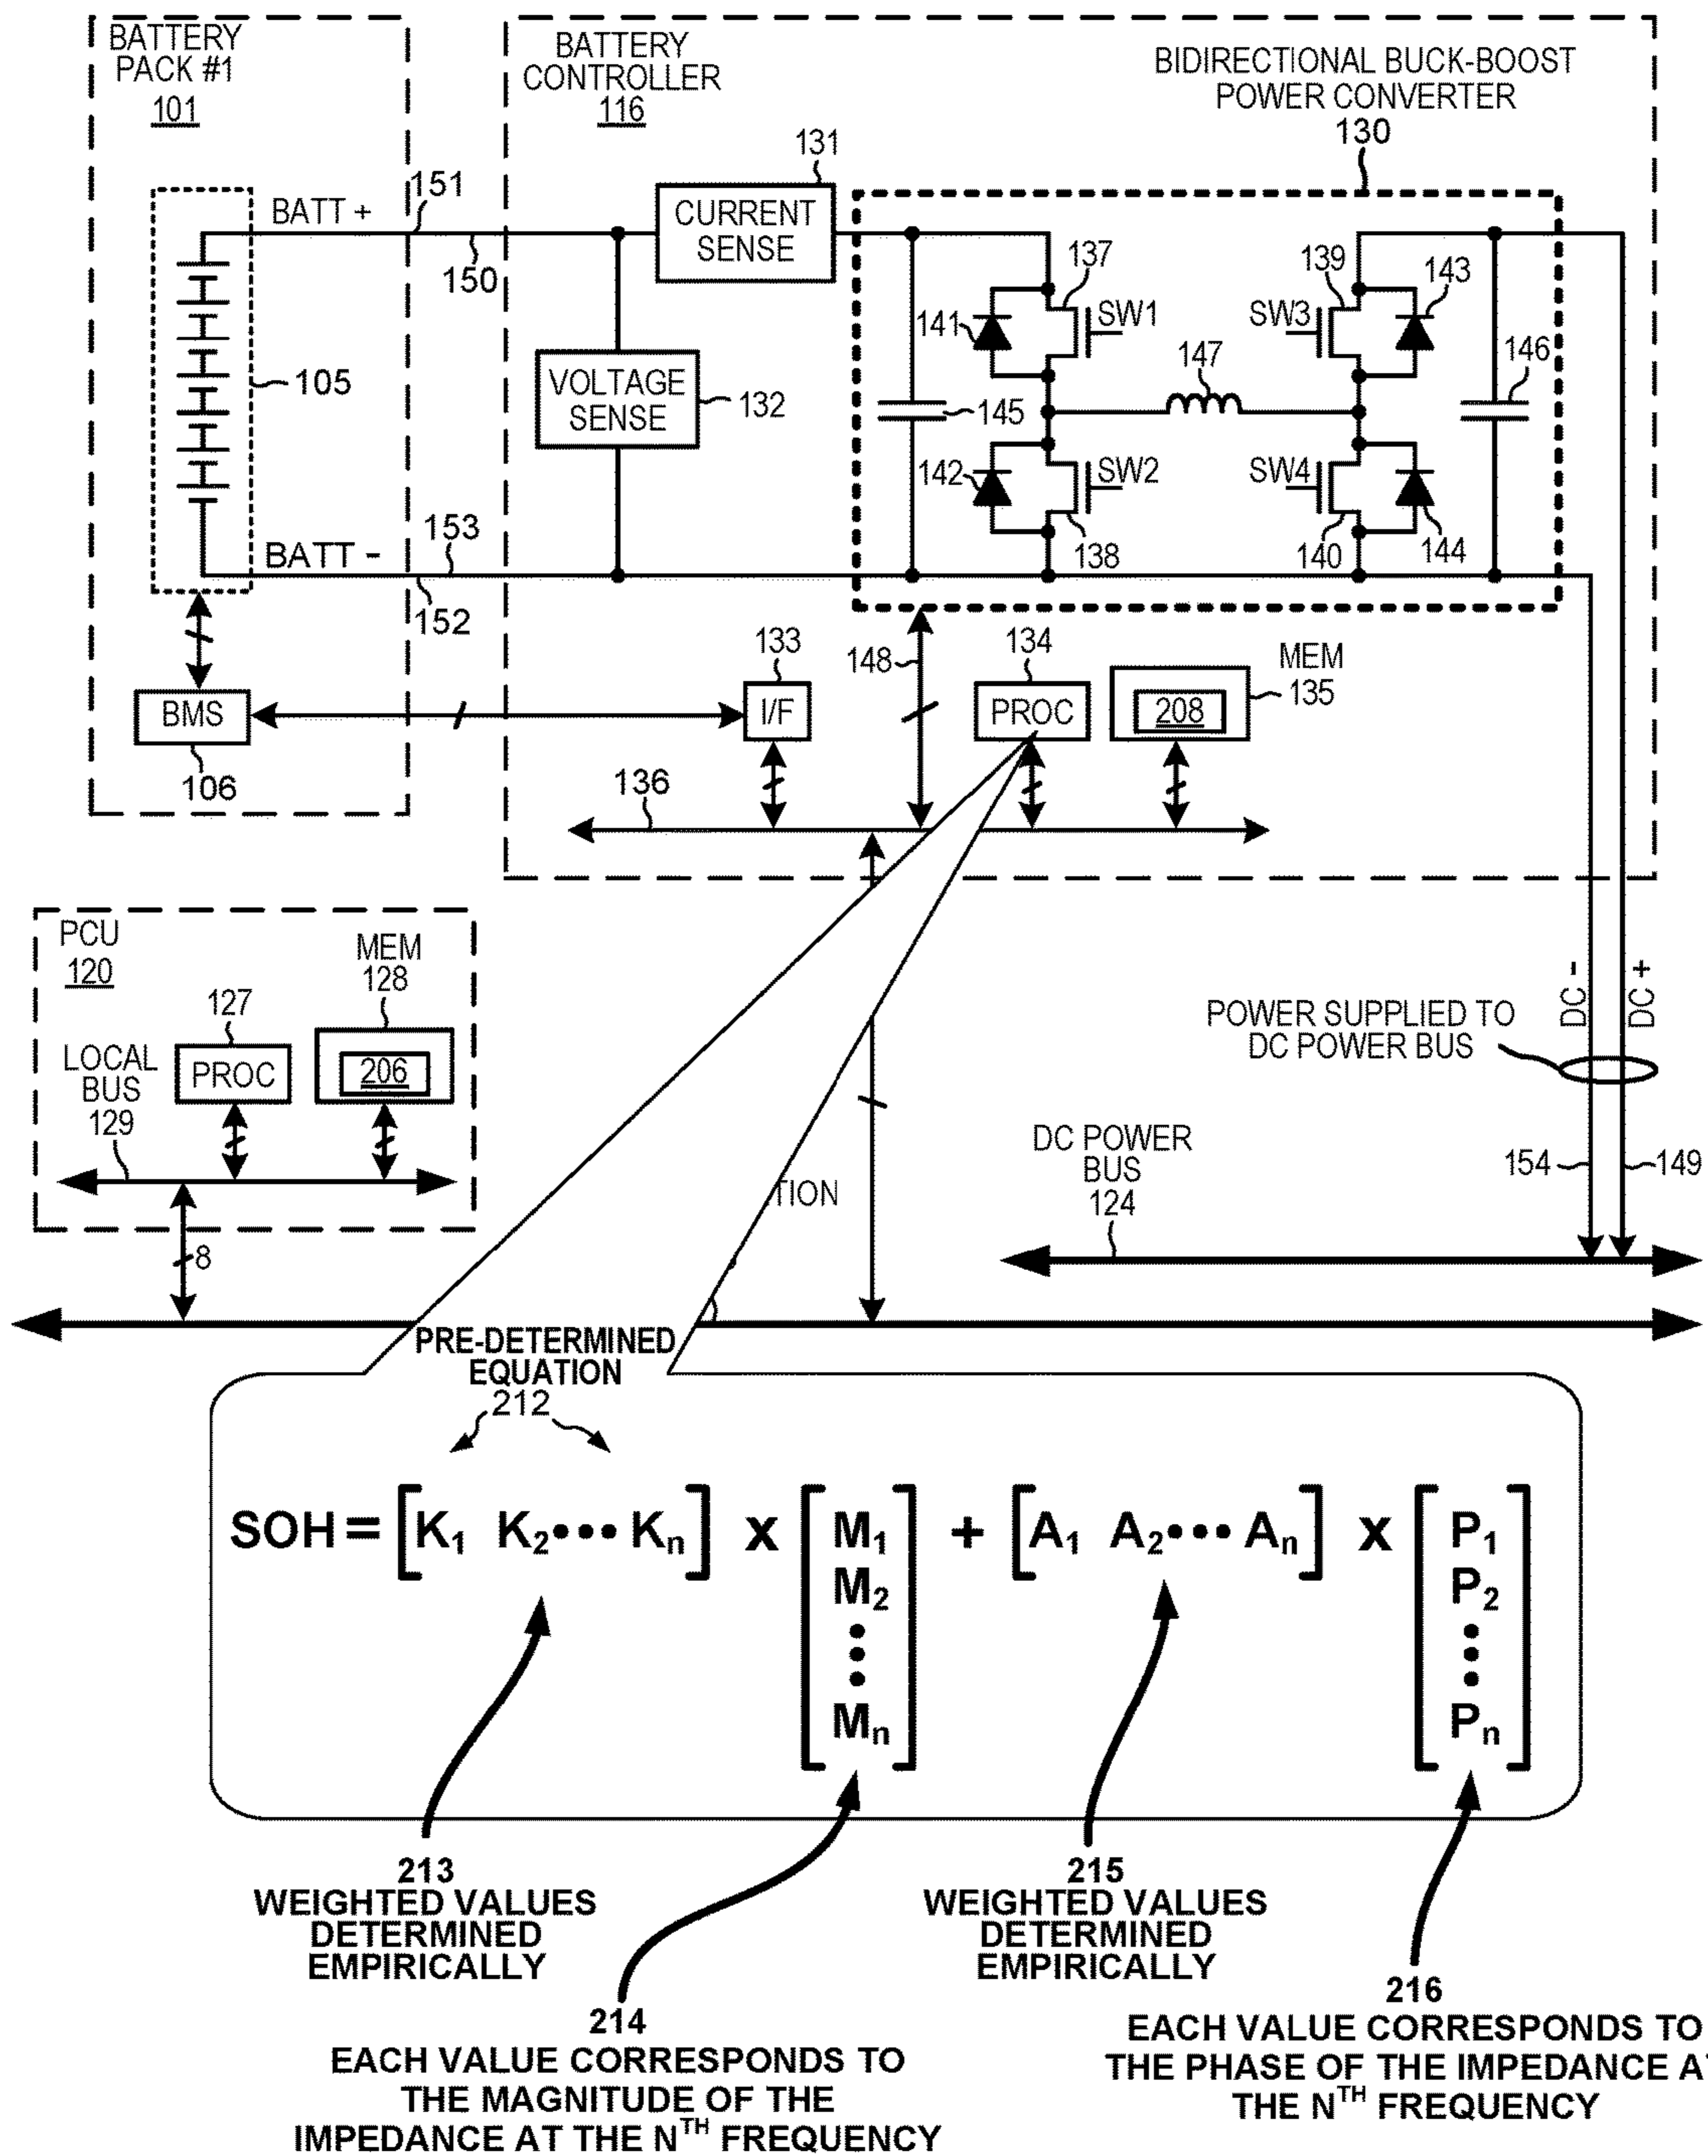 BATTERY
PACK #1
101
BATTERY
CONTROLLER
116
BIDIRECTIONAL BUCK-BOOST
POWER CONVERTER
130
131
CURRENT
SENSE
BATT +
151
150
137
SW1
141
139
SW3
143
147
146
105
VOLTAGE
SENSE
132
145
142
SW2
138
SW4
140
144
BATT -
153
152
133
I/F
148
134
PROC
MEM
135
208
BMS
106
136
PCU
120
MEM
128
206
127
PROC
LOCAL
BUS
129
8
TION
DC -
DC +
POWER SUPPLIED TO
DC POWER BUS
DC POWER
BUS
124
154
149
PRE-DETERMINED
EQUATION
212
SOH = [K1 K2••• Kn] x [M1 M2 ••• Mn] + [A1 A2••• An] x [P1 P2 ••• Pn]
213
WEIGHTED VALUES
DETERMINED
EMPIRICALLY
214
EACH VALUE CORRESPONDS TO
THE MAGNITUDE OF THE
IMPEDANCE AT THE NTH FREQUENCY
215
WEIGHTED VALUES
DETERMINED
EMPIRICALLY
216
EACH VALUE CORRESPONDS TO
THE PHASE OF THE IMPEDANCE A
THE NTH FREQUENCY